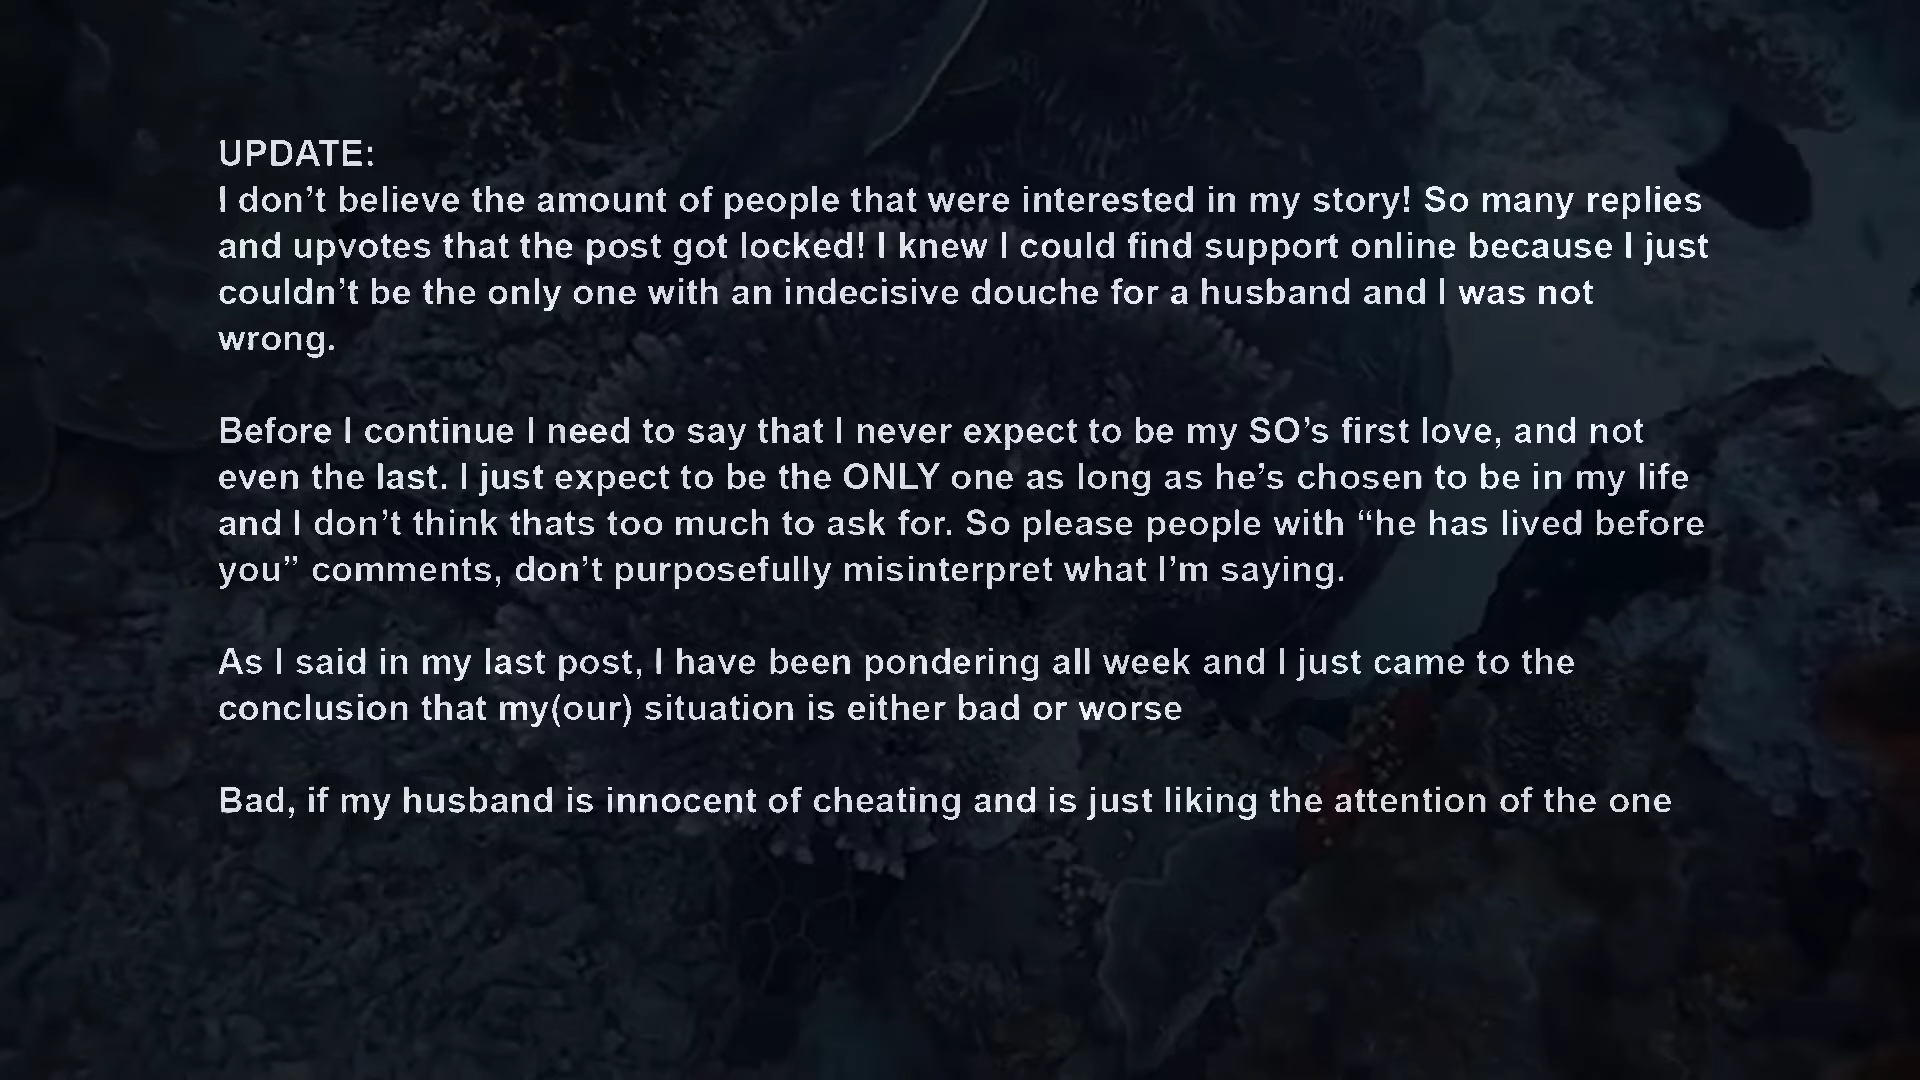 UPDATE:
I don’t believe the amount of people that were interested in my story! So many replies
and upvotes that the post got locked! I knew I could find support online because I just
couldn’t be the only one with an indecisive douche for a husband and I was not
wrong.
Before I continue I need to say that I never expect to be my SO’s first love, and not
even the last. I just expect to be the ONLY one as long as he’s chosen to be in my life
and I don’t think thats too much to ask for. So please people with “he has lived before
you” comments, don’t purposefully misinterpret what I’m saying.
As I said in my last post, I have been pondering all week and I just came to the
conclusion that my(our) situation is either bad or worse
Bad, if my husband is innocent of cheating and is just liking the attention of the one